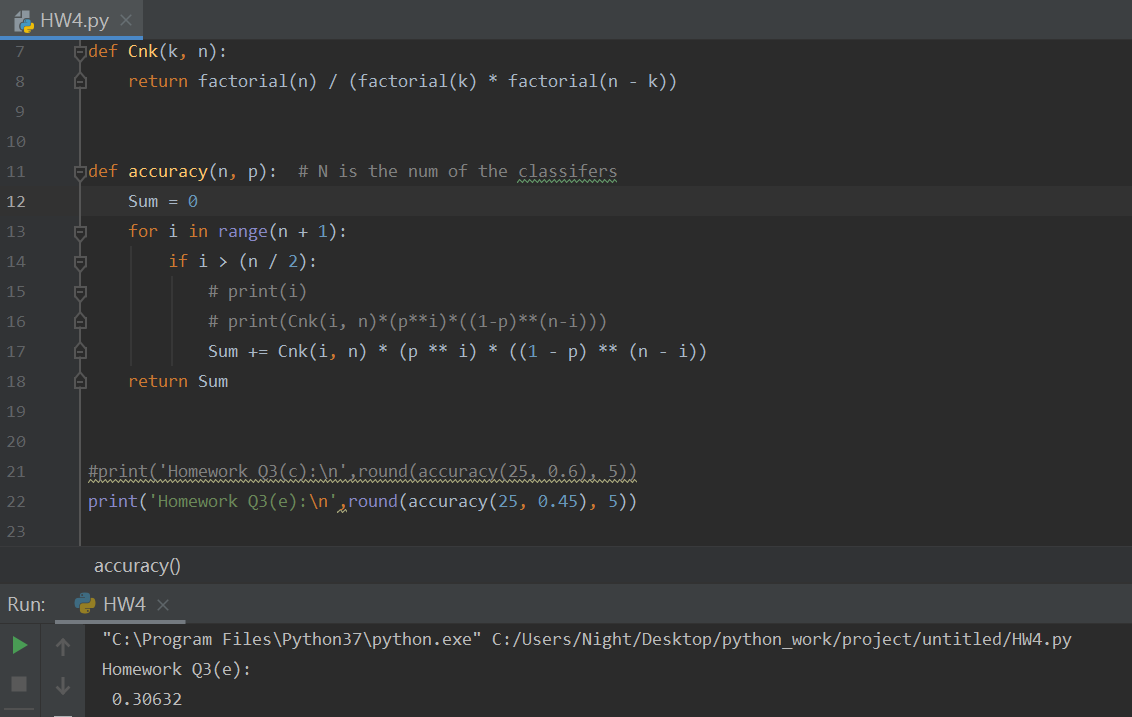 HW4.py
7 def Cnk(k, n):
8 return factorial(n) / (factorial(k) * factorial(n - k))
9
10
11 def accuracy(n, p):  # N is the num of the classifers
12 Sum = 0
13 for i in range(n + 1):
14 if i > (n / 2):
15 # print(i)
16 # print(Cnk(i, n)*(p**i)*((1-p)**(n-i)))
17 Sum += Cnk(i, n) * (p ** i) * ((1 - p) ** (n - i))
18 return Sum
19
20
21 #print('Homework Q3(c):\n',round(accuracy(25, 0.6), 5))
22 print('Homework Q3(e):\n',round(accuracy(25, 0.45), 5))
23
accuracy()
Run: HW4
"C:\Program Files\Python37\python.exe" C:/Users/Night/Desktop/python_work/project/untitled/HW4.py
Homework Q3(e):
0.30632